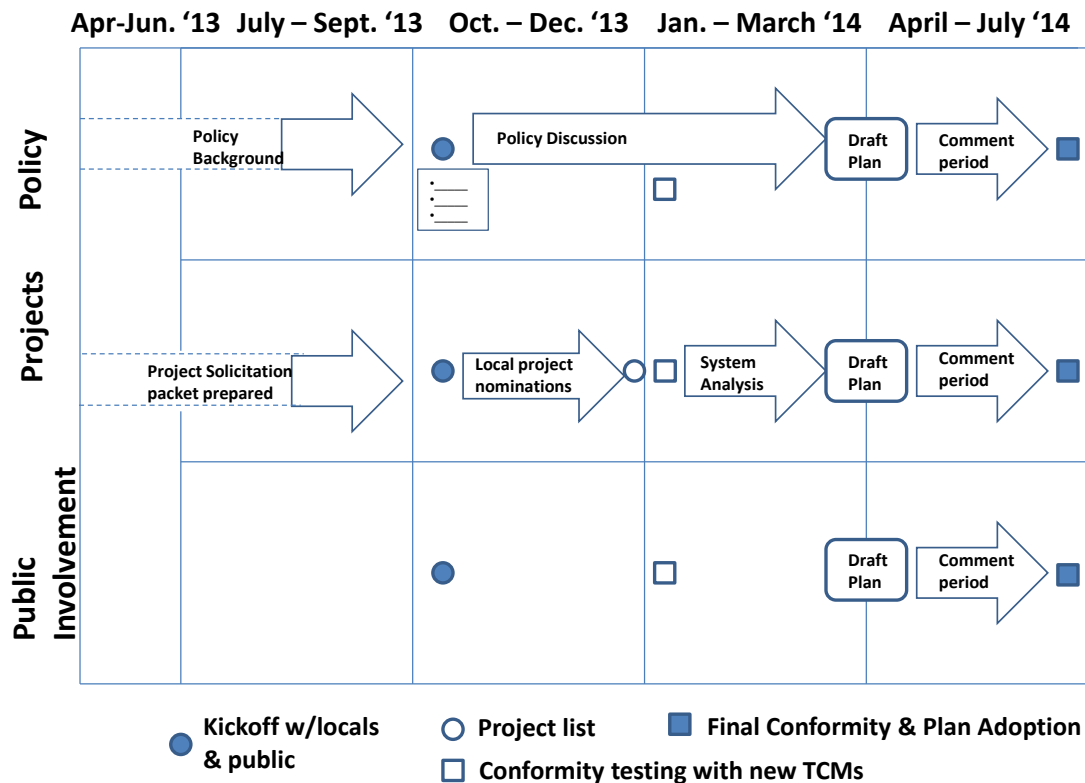 Apr-Jun. ‘13 July – Sept. ‘13 Oct. – Dec. ‘13 Jan. – March ‘14 April – July ‘14
Policy
Policy
Background
Policy Discussion
Draft
Plan
Comment
period
Projects
Project Solicitation
packet prepared
Local project
nominations
System
Analysis
Draft
Plan
Comment
period
Public
Involvement
Draft
Plan
Comment
period
Kickoff w/locals
& public
Project list
Final Conformity & Plan Adoption
Conformity testing with new TCMs